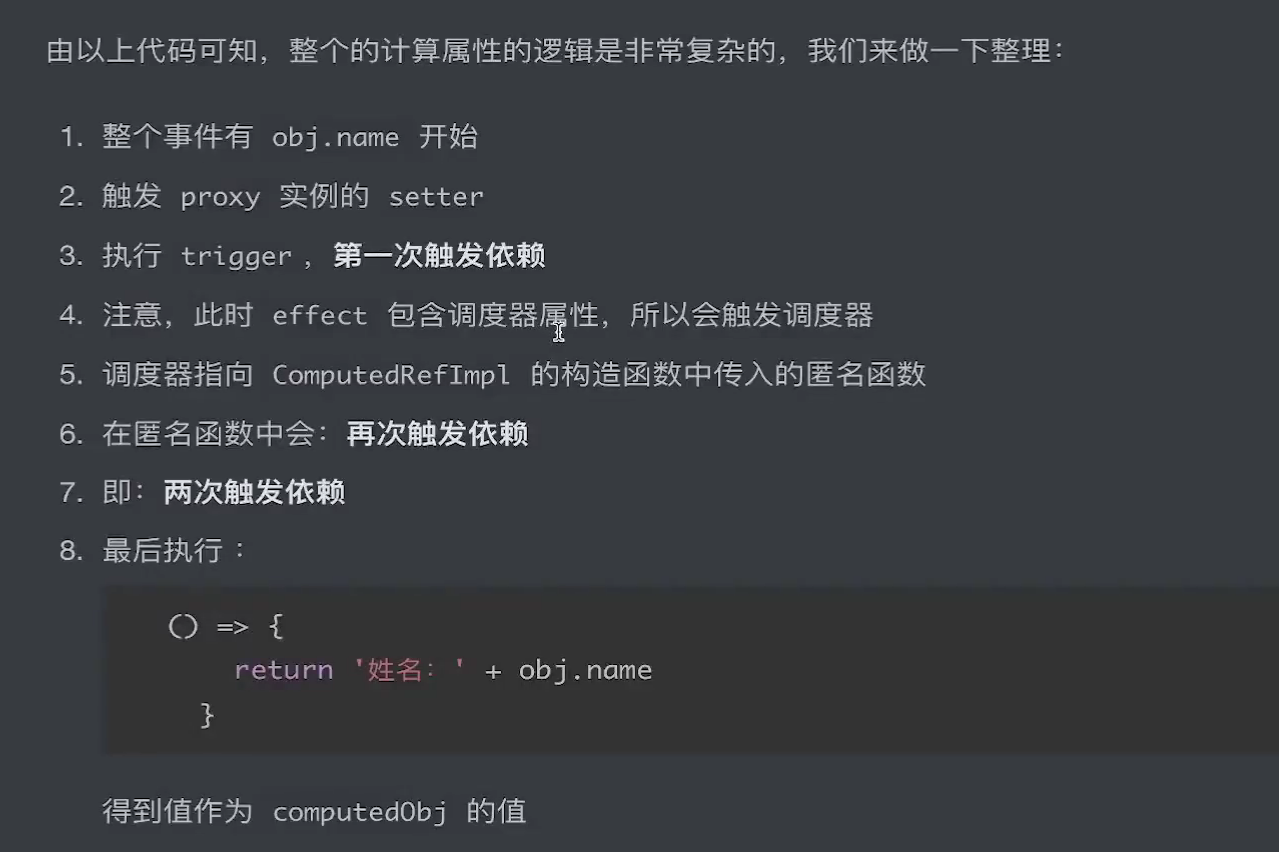 由以上代码可知，整个的计算属性的逻辑是非常复杂的，我们来做一下整理：
1. 整个事件有 obj.name 开始
2. 触发 proxy 实例的 setter
3. 执行 trigger ，第一次触发依赖
4. 注意，此时 effect 包含调度器属性，所以会触发调度器
5. 调度器指向 ComputedRefImpl 的构造函数中传入的匿名函数
6. 在匿名函数中会：再次触发依赖
7. 即：两次触发依赖
8. 最后执行 ：
() => {
return '姓名：' + obj.name
}
得到值作为 computedObj 的值